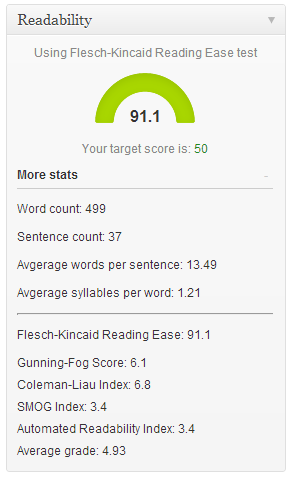 Readability
Using Flesch-Kincaid Reading Ease test
91.1
Your target score is: 50
More stats
-
Word count: 499
Sentence count: 37
Avgerage words per sentence: 13.49
Avgerage syllables per word: 1.21
Flesch-Kincaid Reading Ease: 91.1
Gunning-Fog Score: 6.1
Coleman-Liau Index: 6.8
SMOG Index: 3.4
Automated Readability Index: 3.4
Average grade: 4.93